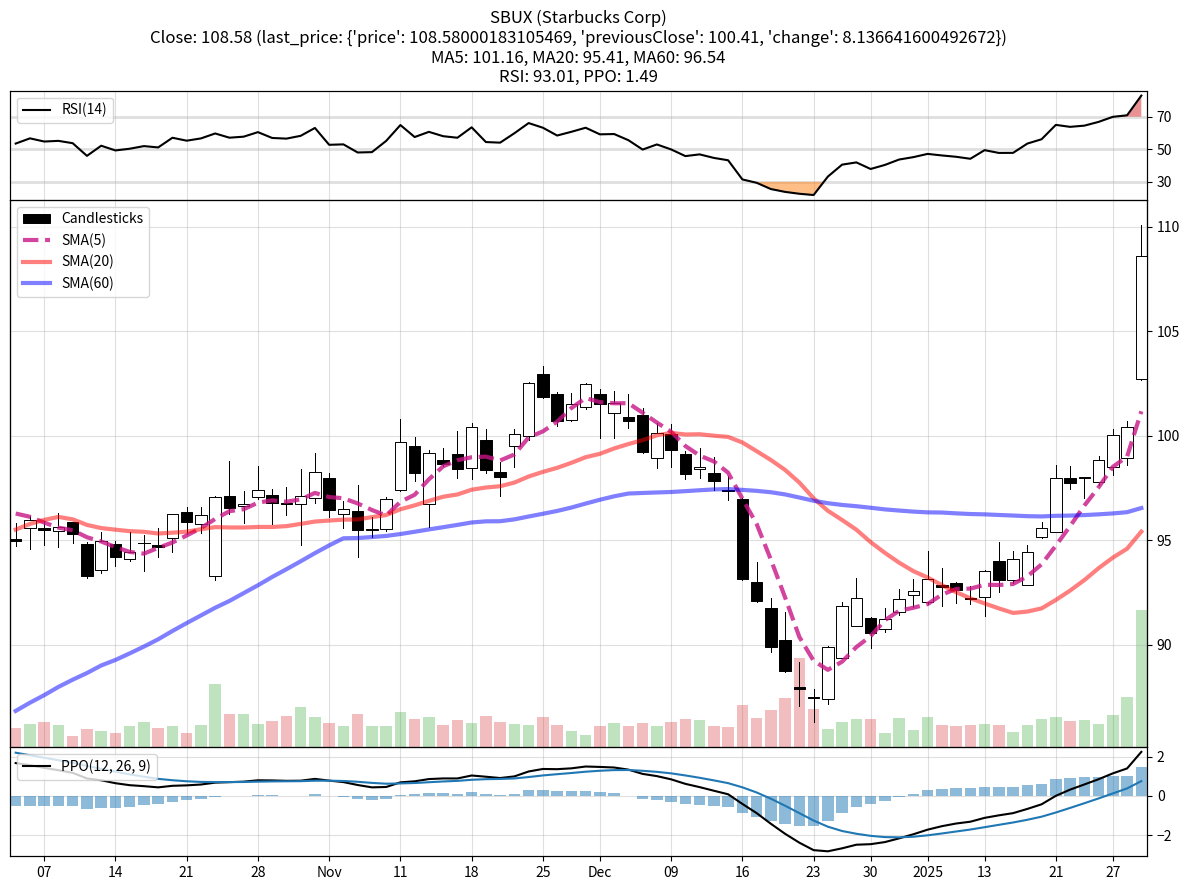 SBUX (Starbucks Corp)
Close: 108.58 (last_price: {'price': 108.58000183105469, 'previousClose': 100.41, 'change': 8.136641600492672})
MA5: 101.16, MA20: 95.41, MA60: 96.54
RSI: 93.01, PPO: 1.49
RSI(14)
70
50
30
Candlesticks
SMA(5)
SMA(20)
SMA(60)
110
105
100
95
90
PPO(12, 26, 9)
2
0
−2
07 14 21 28 Nov 11 18 25 Dec 09 16 23 30 2025 13 21 27